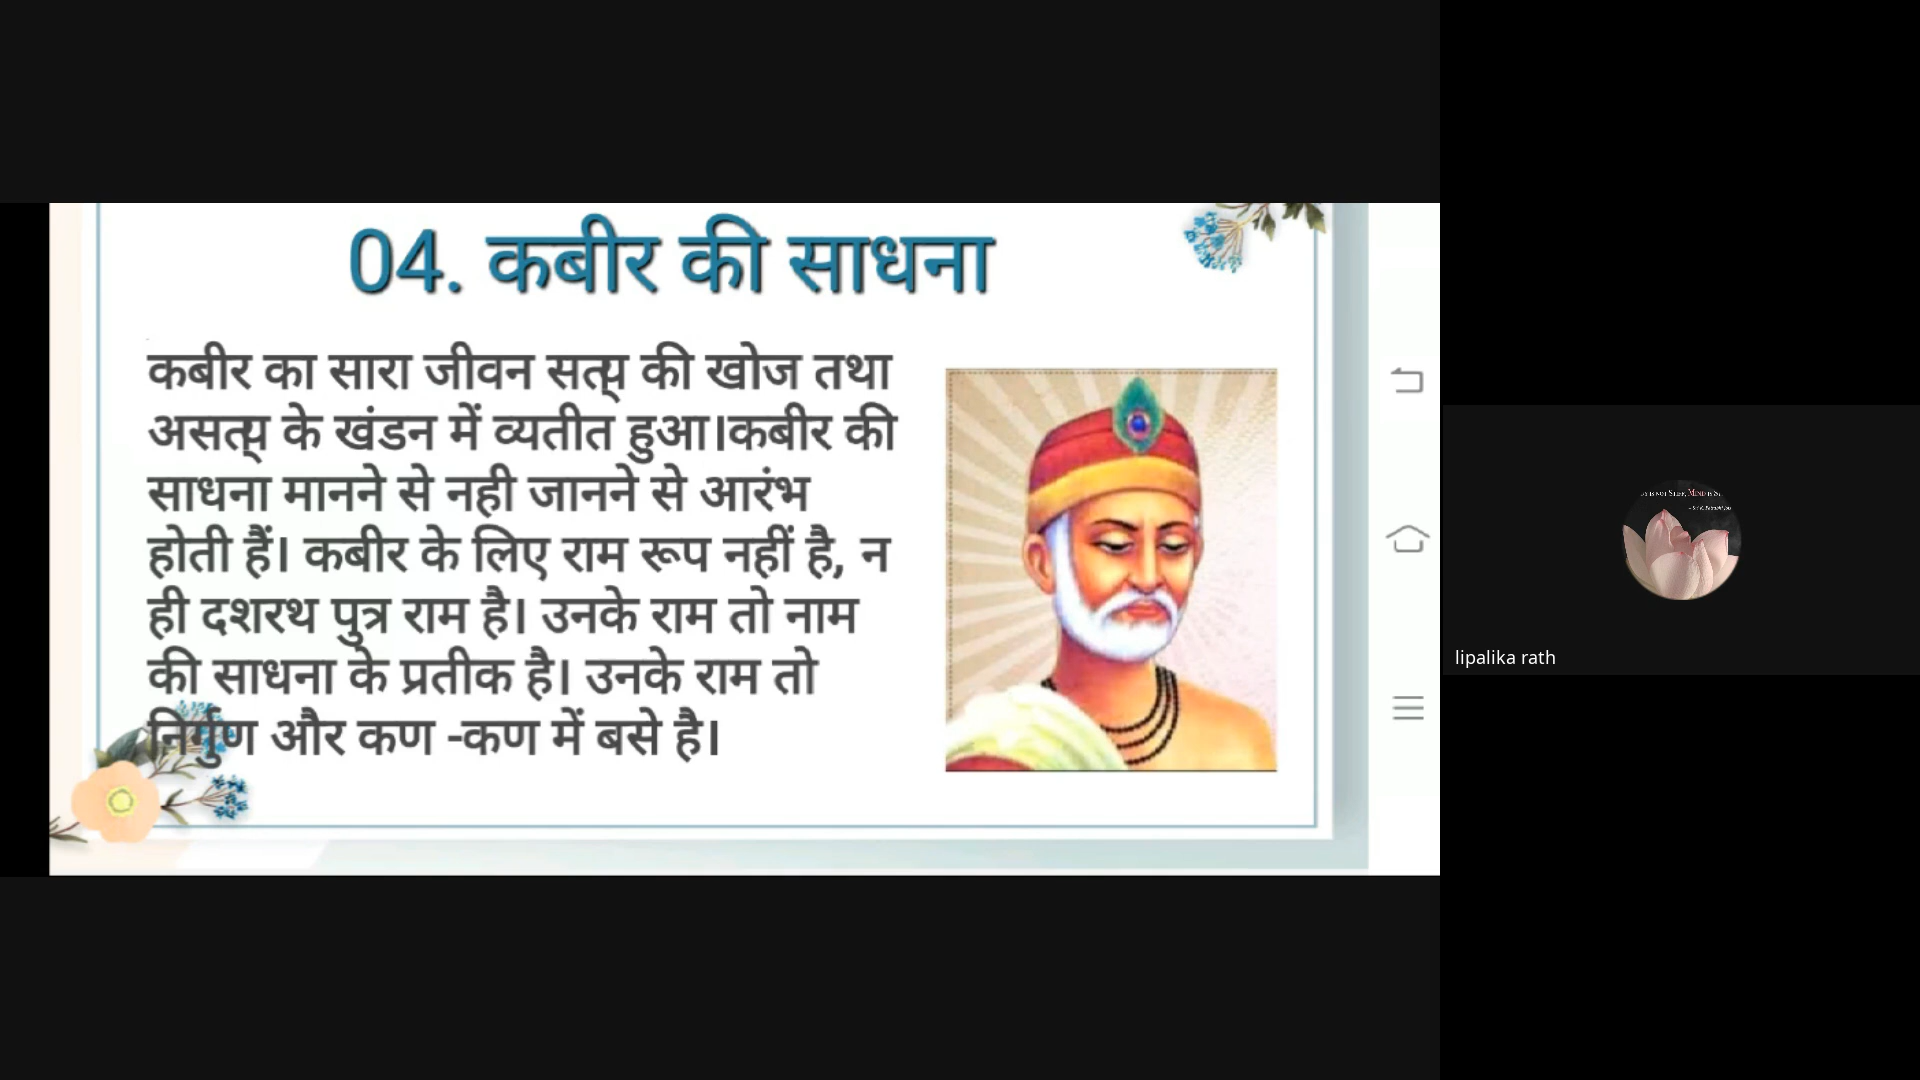 04. कबीर की साधना
कबीर का सारा जीवन सत्य की खोज तथा
असत्य के खंडन में व्यतीत हुआ।कबीर की
साधना मानने से नही जानने से आरंभ
होती हैं। कबीर के लिए राम रूप नहीं है, न
ही दशरथ पुत्र राम है। उनके राम तो नाम
की साधना के प्रतीक है। उनके राम तो
निर्गुण और कण -कण में बसे है।
lipalika rath